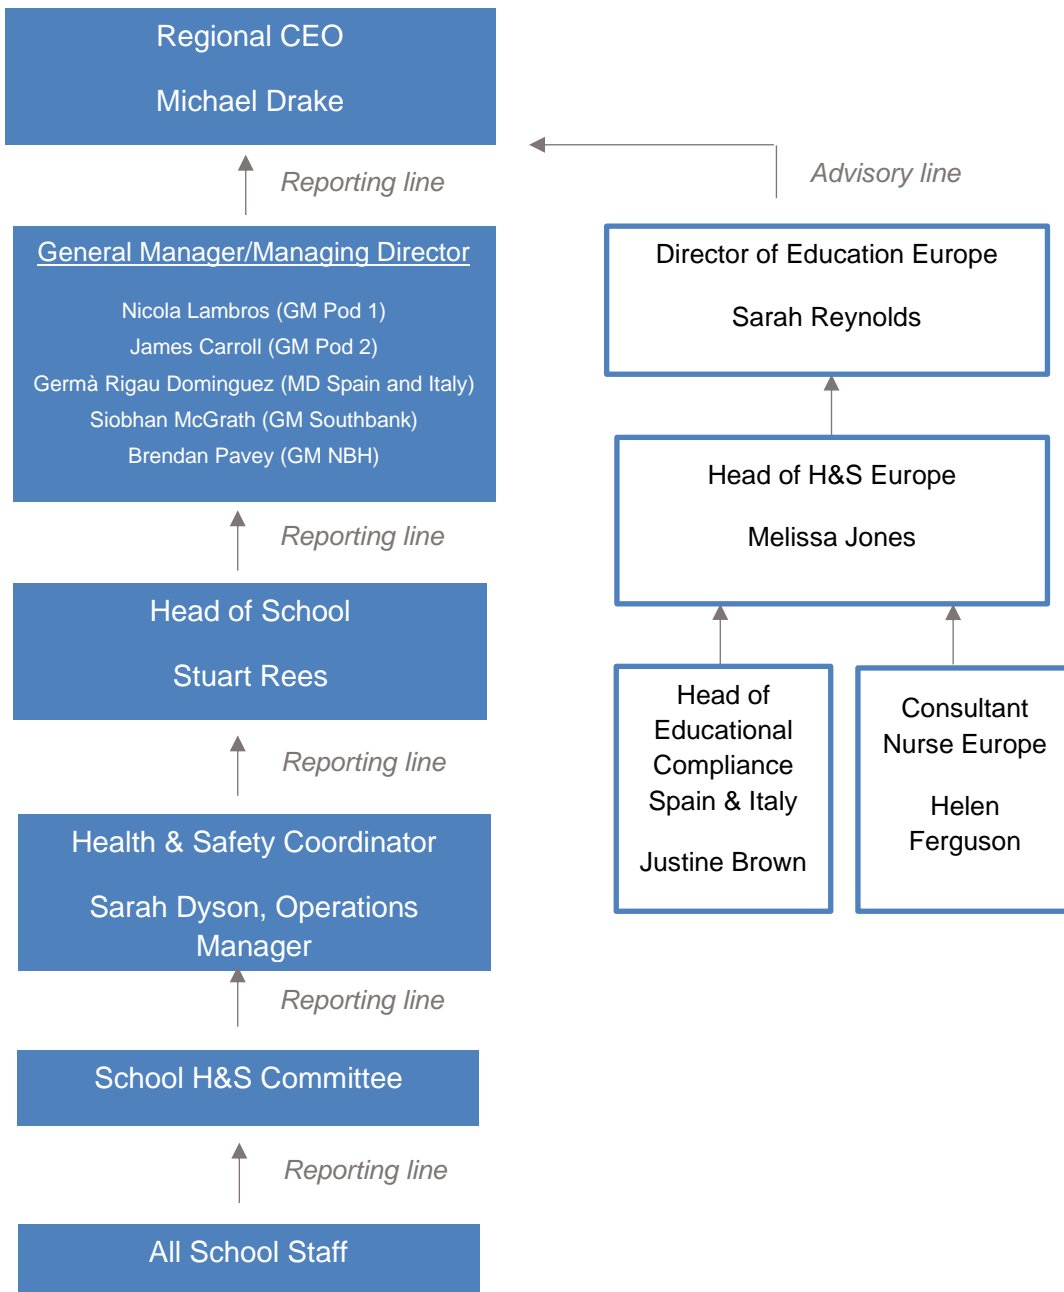 Regional CEO
Michael Drake
Reporting line
Advisory line
General Manager/Managing Director
Nicola Lambros (GM Pod 1)
James Carroll (GM Pod 2)
Germà Rigau Dominguez (MD Spain and Italy)
Siobhan McGrath (GM Southbank)
Brendan Pavey (GM NBH)
Director of Education Europe
Sarah Reynolds
Head of H&S Europe
Melissa Jones
Reporting line
Head of School
Stuart Rees
Head of
Educational
Compliance
Spain & Italy
Justine Brown
Consultant
Nurse Europe
Helen
Ferguson
Reporting line
Health & Safety Coordinator
Sarah Dyson, Operations
Manager
Reporting line
School H&S Committee
Reporting line
All School Staff